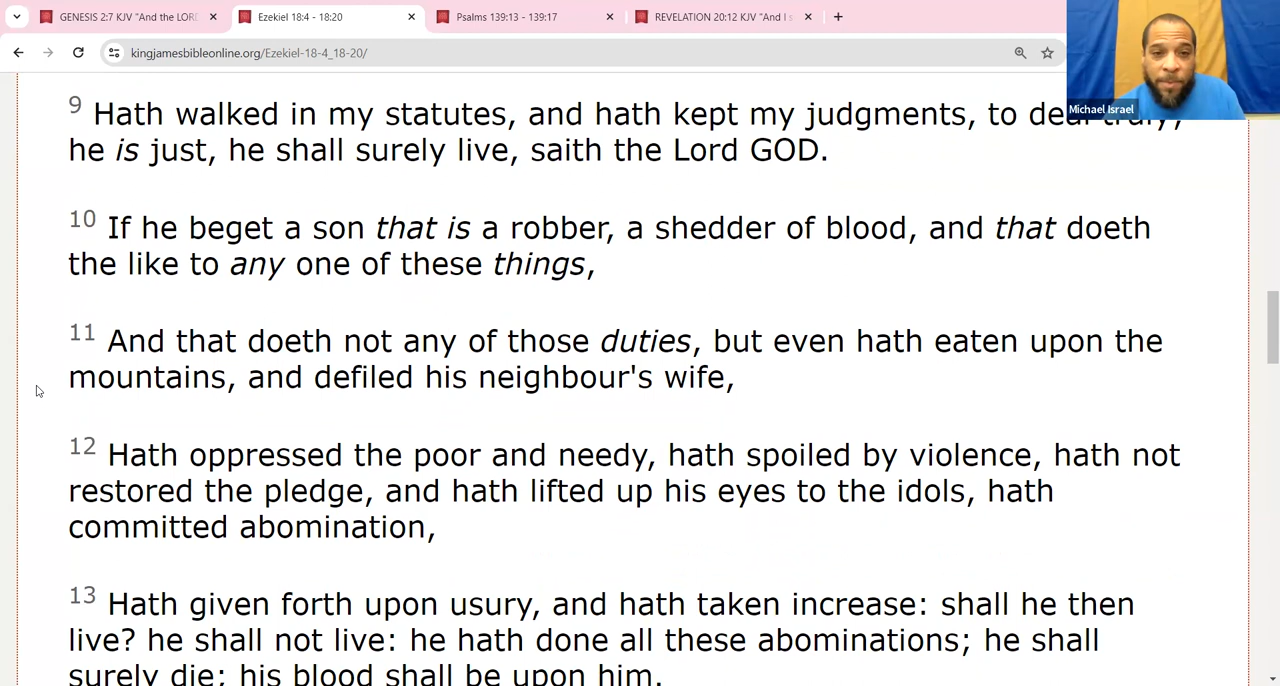 GENESIS 2:7 KJV "And the LORD
Ezekiel 18:4 - 18:20
Psalms 139:13 - 139:17
REVELATION 20:12 KJV "And I s
kingjamesbibleonline.org/Ezekiel-18-4_18-20/
Michael Israel
9 Hath walked in my statutes, and hath kept my judgments, to deal truly;
he is just, he shall surely live, saith the Lord GOD.
10 If he beget a son that is a robber, a shedder of blood, and that doeth
the like to any one of these things,
11 And that doeth not any of those duties, but even hath eaten upon the
mountains, and defiled his neighbour's wife,
12 Hath oppressed the poor and needy, hath spoiled by violence, hath not
restored the pledge, and hath lifted up his eyes to the idols, hath
committed abomination,
13 Hath given forth upon usury, and hath taken increase: shall he then
live? he shall not live: he hath done all these abominations; he shall
surely die; his blood shall be upon him.